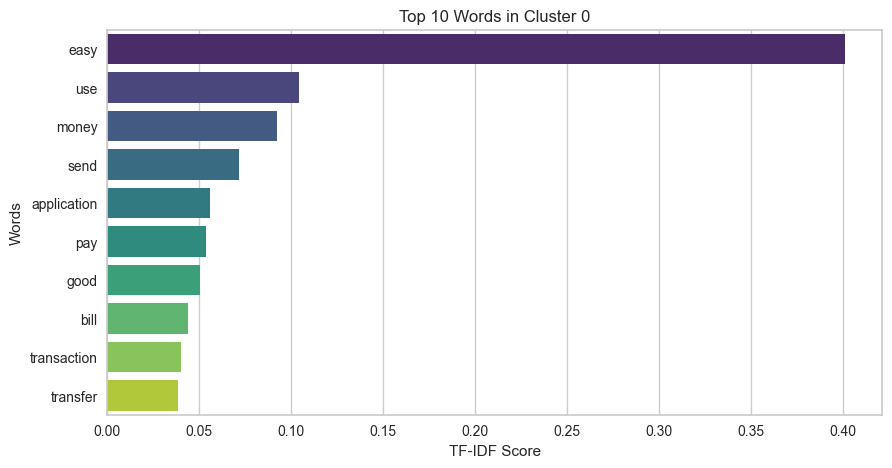 Top 10 Words in Cluster 0
easy
use
money
send
application
pay
good
bill
transaction
transfer
Words
0.00 0.05 0.10 0.15 0.20 0.25 0.30 0.35 0.40
TF-IDF Score